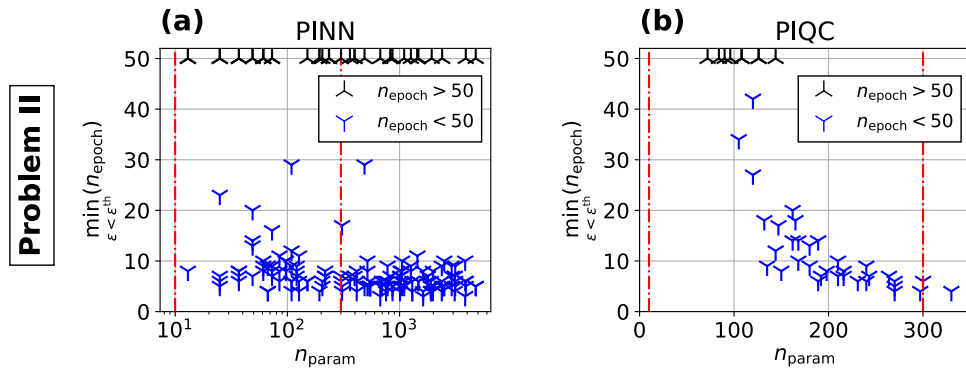 Problem II
(a)
PINN
min
ε < ε^th
(n_epoch)
50
40
30
20
10
0
10^1
10^2
10^3
n_param
n_epoch > 50
n_epoch < 50
(b)
PIQC
min
ε < ε^th
(n_epoch)
50
40
30
20
10
0
0
100
200
300
n_param
n_epoch > 50
n_epoch < 50